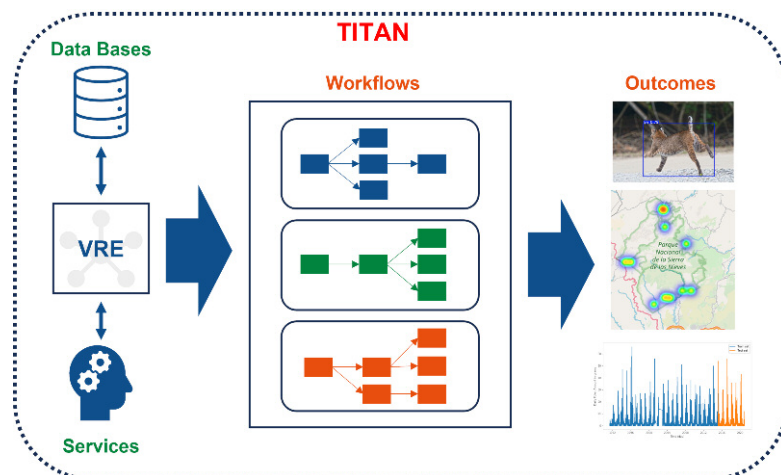 TITAN
Data Bases
Workflows
Outcomes
VRE
Services
Parque
Nacional
de la Sierra
de las Nieves